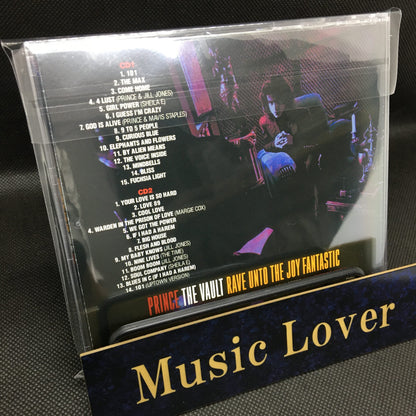 CD1
1. 101
2. THE MAX
3. COME HOME
4. 4 LUST (PRINCE & JILL JONES)
5. GIRL POWER (SHEILA E)
6. I GUESS I'M CRAZY
7. GOD IS ALIVE (PRINCE & MAVIS STAPLES)
8. 9 TO 5 PEOPLE
9. CURIOUS BLUE
10. ELEPHANTS AND FLOWERS
11. BY ALIEN MEANS
12. THE VOICE INSIDE
13. MINDBELLS
14. BLISS
15. FUCHSIA LIGHT
CD2
1. YOUR LOVE IS SO HARD
2. LOVE 89
3. COOL LOVE
4. WARDEN IN THE PRISON OF LOVE (MARGIE COX)
5. WE GOT THE POWER
6. IF I HAD A HAREM
7. BIG HOUSE
8. FLESH AND BLOOD
9. MY BABY KNOWS (JILL JONES)
10. NINE LIVES (THE TIME)
11. BOOM BOOM (JILL JONES)
12. SOUL COMPANY (SHEILA E)
13. BLUES IN C (IF I HAD A HAREM)
14. 101 (UPTOWN VERSION)
PRINCE THE VAULT RAVE UNTO THE JOY FANTASTIC
Music Lover